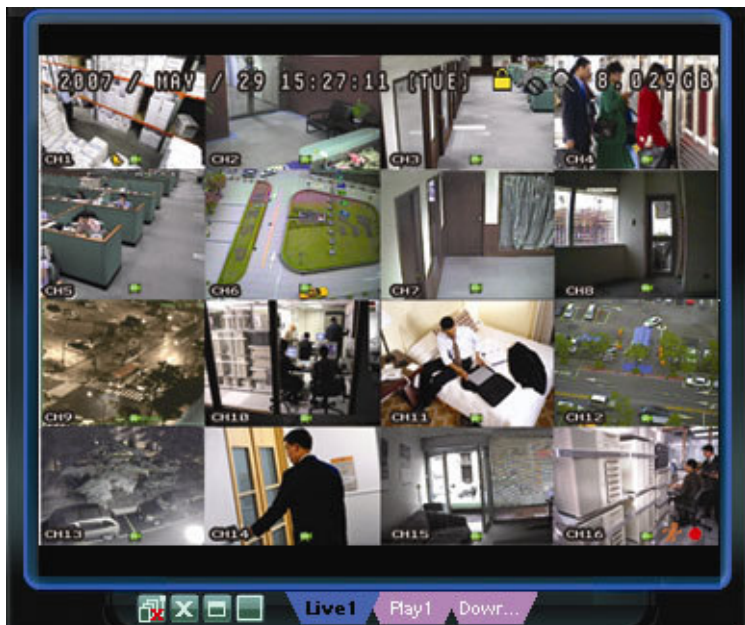 2007 / MAY / 29 15:27:11 [TUE] 8.029GB
CH1 CH2 CH3 CH4
CH5 CH6 CH7 CH8
CH9 CH10 CH11 CH12
CH13 CH14 CH15 CH16
Live1 Play1 Dowr...